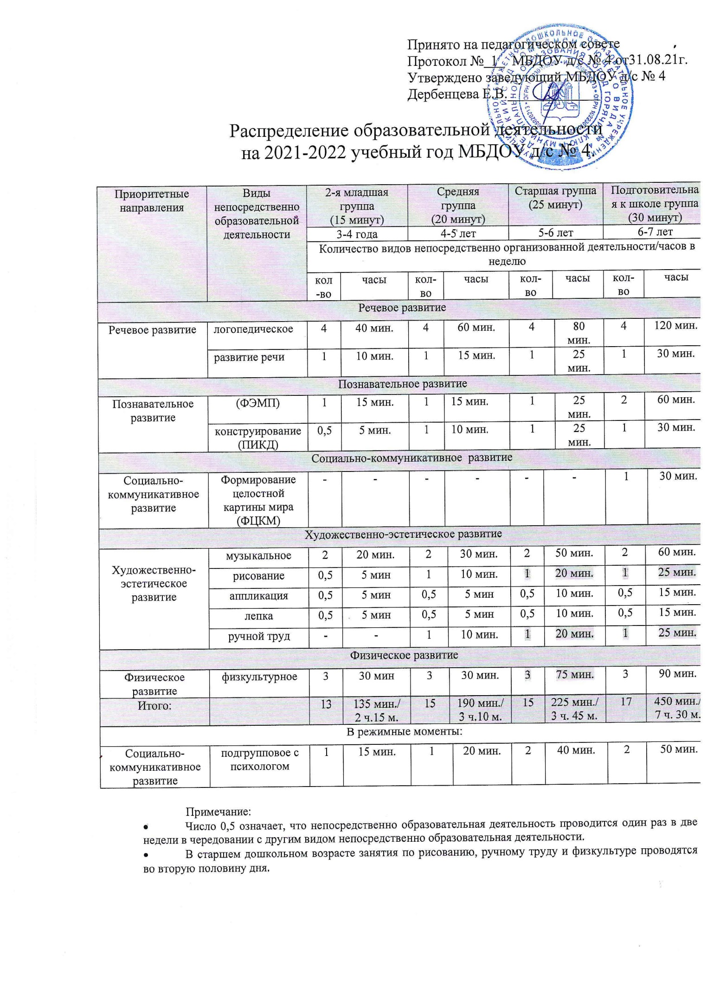 Принято на педагогическом совете
Протокол № 1 МБДОУ д/с № 4 от31.08.21г.
Утверждено заведующий МБДОУ д/с № 4
Дербенцева Е.В.
Распределение образовательной деятельности
на 2021-2022 учебный год МБДОУ д/с № 4.
Приоритетные направления Виды непосредственно образовательной деятельности 2-я младшая группа (15 минут) Средняя группа (20 минут) Старшая группа (25 минут) Подготовительна я к школе группа (30 минут)
3-4 года 4-5 лет 5-6 лет 6-7 лет
Количество видов непосредственно организованной деятельности/часов в
неделю
кол -во часы кол- во часы кол- во часы кол- во часы
Речевое развитие
Речевое развитие логопедическое 4 40 мин. 4 60 мин. 4 80 мин. 4 120 мин.
развитие речи 1 10 мин. 1 15 мин. 1 25 мин. 1 30 мин.
Познавательное развитие
Познавательное развитие (ФЭМП) 1 15 мин. 1 15 мин. 1 25 мин. 2 60 мин.
конструирование (ПИКД) 0,5 5 мин. 1 10 мин. 1 25 мин. 1 30 мин.
Социально-коммуникативное развитие
Социально- коммуникативное развитие Формирование целостной картины мира (ФЦКМ) - - - - - - 1 30 мин.
Художественно-эстетическое развитие
Художественно- эстетическое развитие музыкальное 2 20 мин. 2 30 мин. 2 50 мин. 2 60 мин.
рисование 0,5 5 мин 1 10 мин. 1 20 мин. 1 25 мин.
аппликация 0,5 5 мин 0,5 5 мин 0,5 10 мин. 0,5 15 мин.
лепка 0,5 5 мин 0,5 5 мин 0,5 10 мин. 0,5 15 мин.
ручной труд - - 1 10 мин. 1 20 мин. 1 25 мин.
Физическое развитие
Физическое развитие физкультурное 3 30 мин 3 30 мин. 3 75 мин. 3 90 мин.
Итого: 13 135 мин./ 2 ч.15 м. 15 190 мин./ 3 ч.10 м. 15 225 мин./ 3 ч. 45 м. 17 450 мин./ 7 ч. 30 м.
В режимные моменты:
Социально- коммуникативное развитие подгрупповое с психологом 1 15 мин. 1 20 мин. 2 40 мин. 2 50 мин.
Примечание:
• Число 0,5 означает, что непосредственно образовательная деятельность проводится один раз в две
недели в чередовании с другим видом непосредственно образовательная деятельности.
• В старшем дошкольном возрасте занятия по рисованию, ручному труду и физкультуре проводятся
во вторую половину дня.